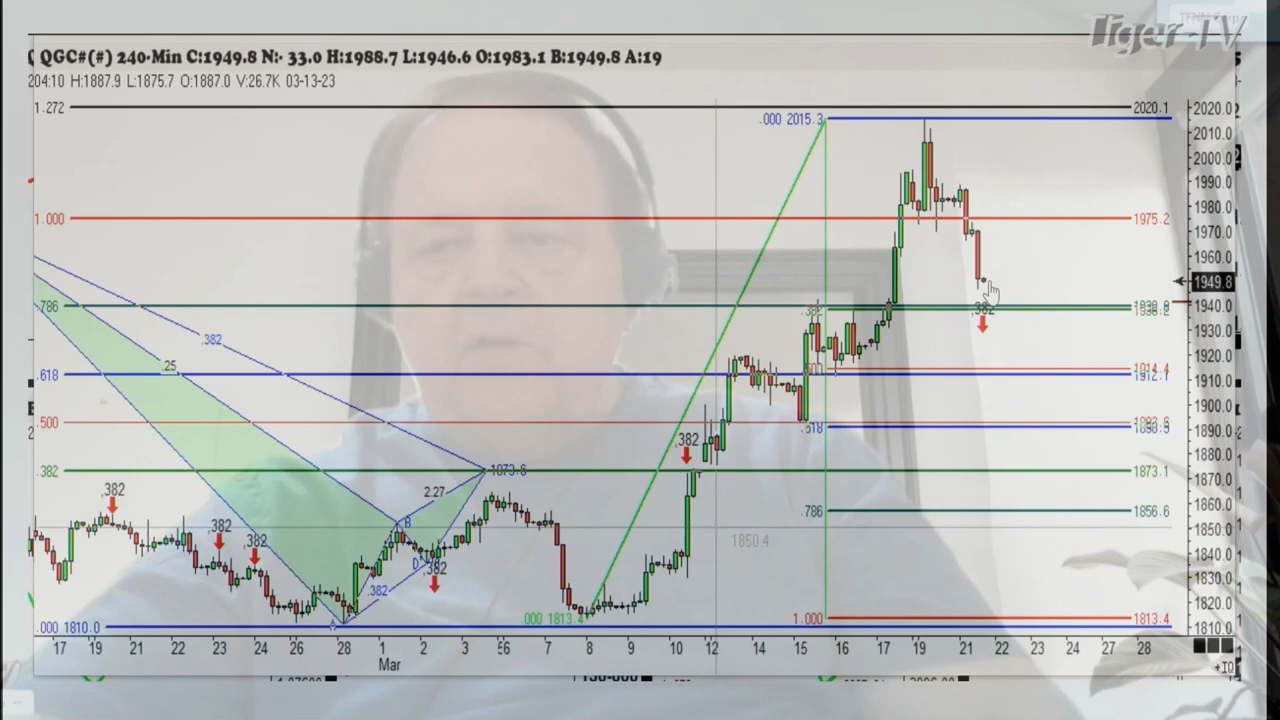 Tiger-TV
QGC#(#) 240-Min C:1949.8 N:- 33.0 H:1988.7 L:1946.6 O:1983.1 B:1949.8 A:19
204:10 H:1887.9 L:1875.7 O:1887.0 V:26.7K 03-13-23
1.272 2020.1 2020.0
.000 2015.3 2010.0
2000.0
1990.0
1980.0
1.000 1975.2
1970.0
1960.0
1949.8
.786 1940.0
.382
.382 1930.0
1920.0
.25 1914.4
.618 1912.1 1910.0
1900.0
.500
.618 1890.0
.382 1880.0
.382 1873.8 1873.1
1870.0
2.27 1860.0
.382 .786 1856.6
B 1850.0
.382 .382 1850.4
1840.0
D .382 1830.0
.382 1820.0
A .000 1813.4 1.000 1813.4
.000 1810.0 1810.0
17 19 21 22 24 26 28 1 2 3 56 7 8 9 10 12 14 15 16 17 19 21 22 23 24 27 28
Mar
+10